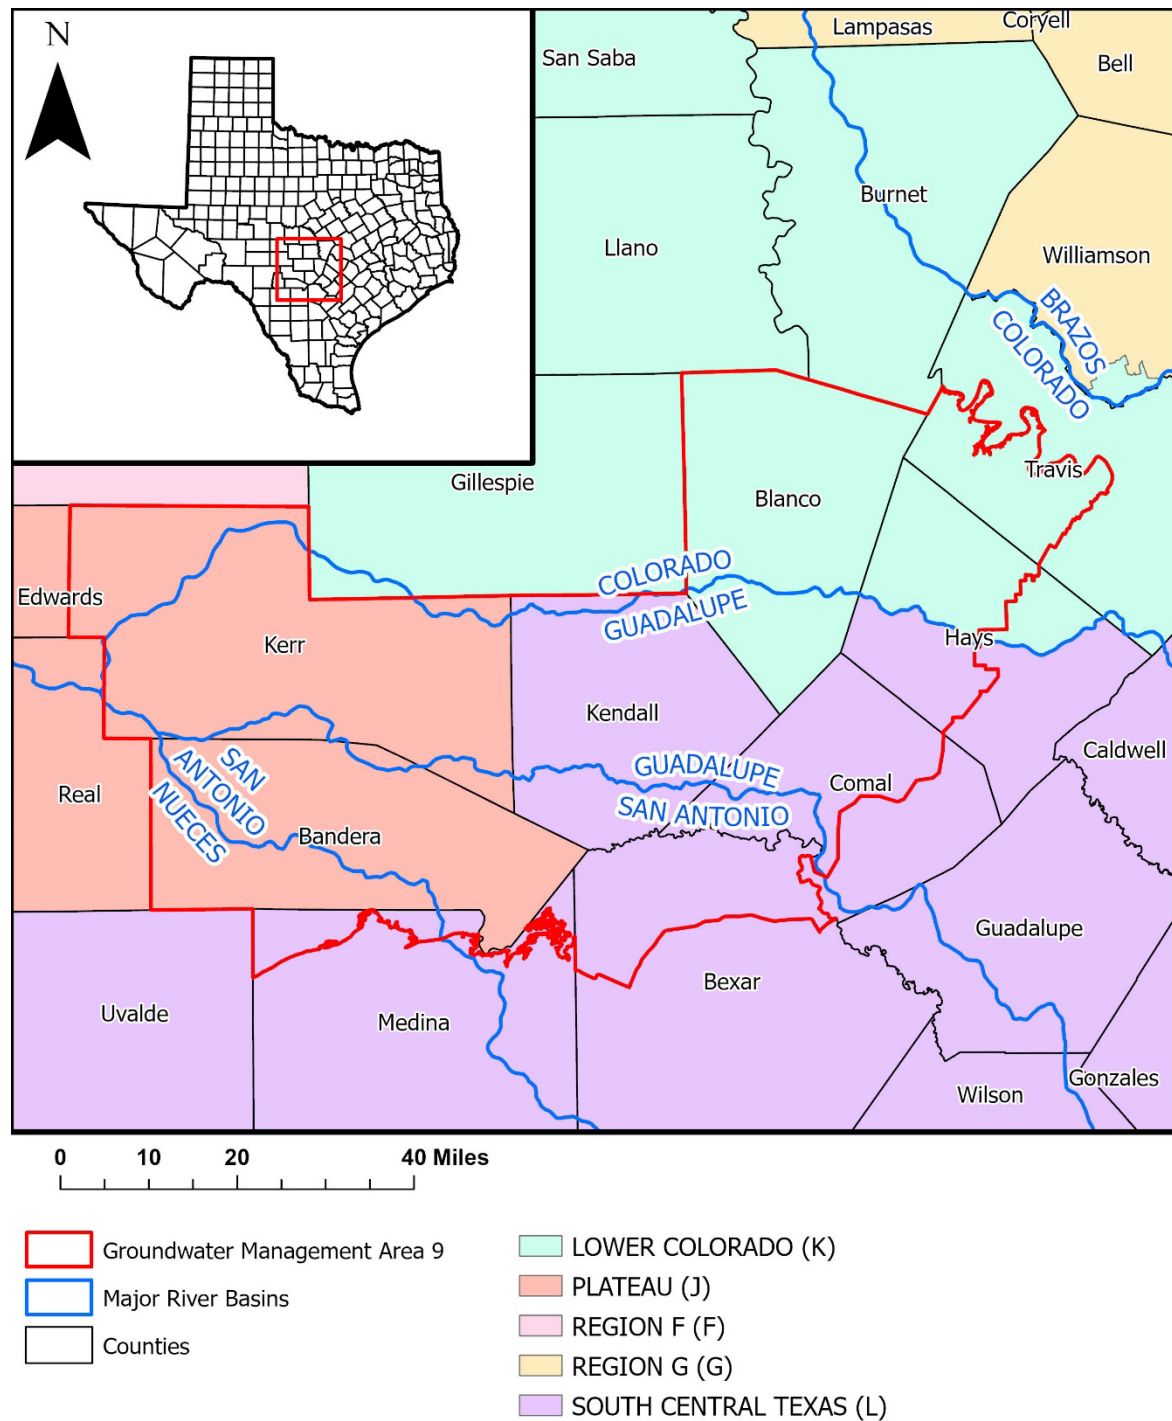 N
San Saba
Lampasas
Coryell
Bell
Burnet
Llano
Williamson
BRAZOS
COLORADO
Gillespie
Travis
Blanco
COLORADO
GUADALUPE
Edwards
Kerr
Hays
Kendall
Caldwell
GUADALUPE
SAN ANTONIO
Comal
Real
SAN
ANTONIO
NUECES
Bandera
Guadalupe
Bexar
Uvalde
Medina
Wilson
Gonzales
0 10 20 40 Miles
Groundwater Management Area 9
Major River Basins
Counties
LOWER COLORADO (K)
PLATEAU (J)
REGION F (F)
REGION G (G)
SOUTH CENTRAL TEXAS (L)